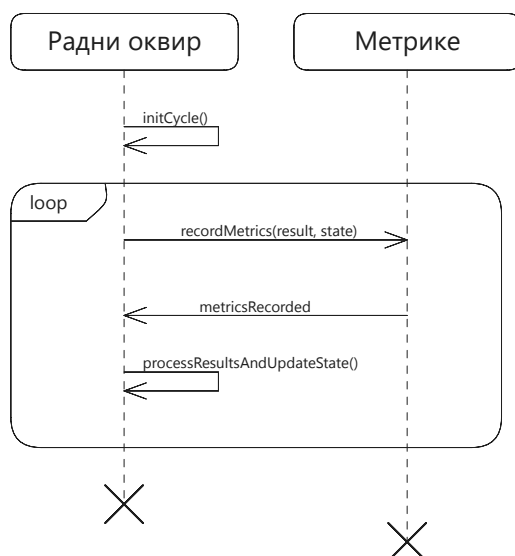 Радни оквир
Метрике
initCycle()
loop
recordMetrics(result, state)
metricsRecorded
processResultsAndUpdateState()